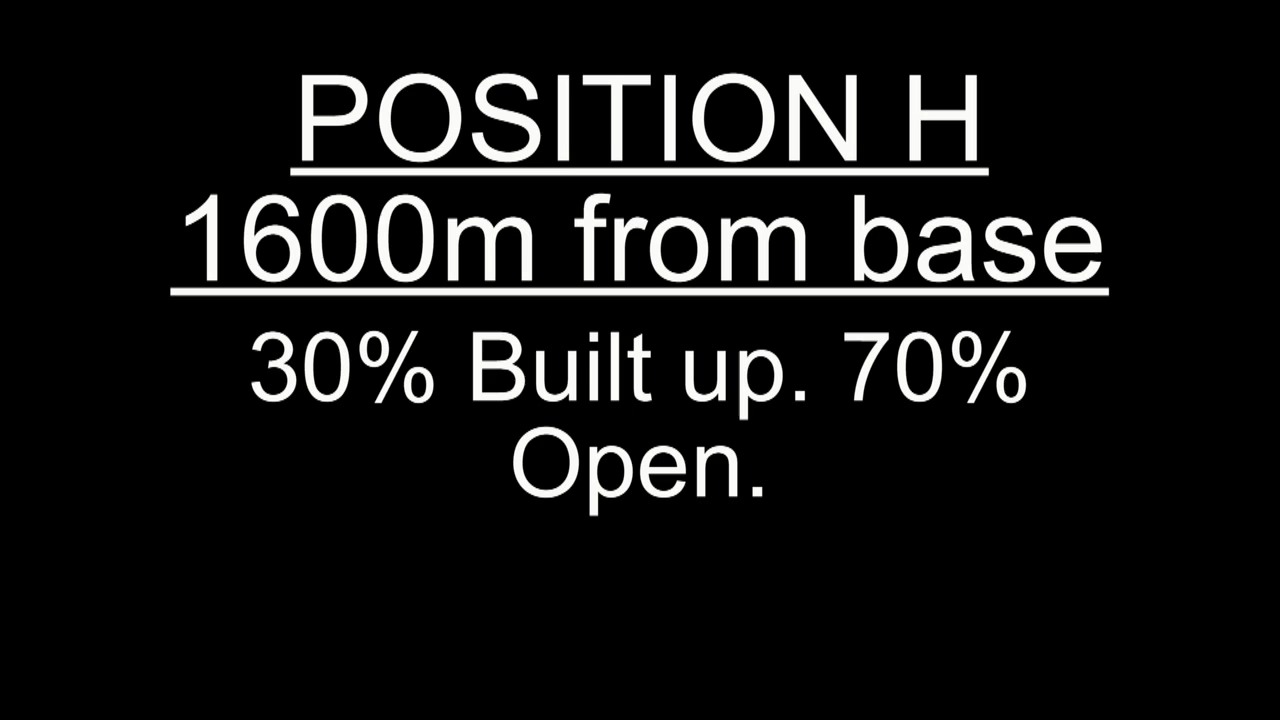 POSITION H
1600m from base
30% Built up. 70%
Open.